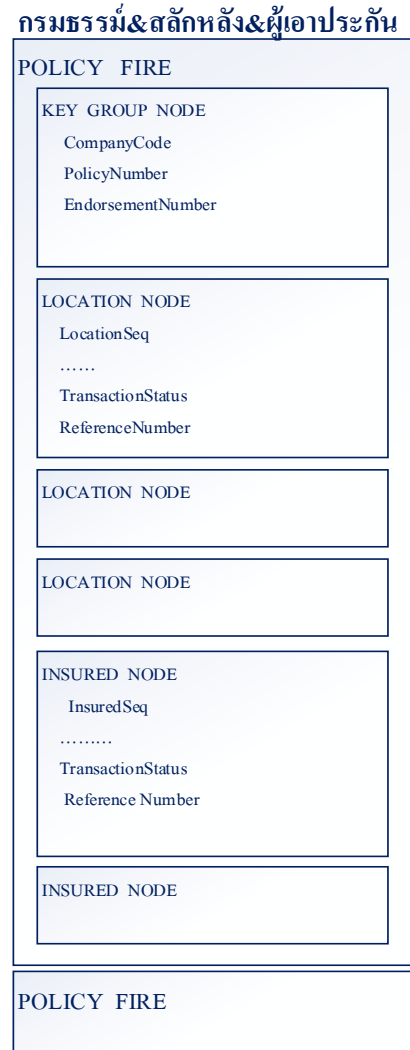 กรมธรรม์&สลักหลัง&ผู้เอาประกัน
POLICY FIRE
KEY GROUP NODE
CompanyCode
PolicyNumber
EndorsementNumber
LOCATION NODE
LocationSeq
......
TransactionStatus
ReferenceNumber
LOCATION NODE
LOCATION NODE
INSURED NODE
InsuredSeq
.........
TransactionStatus
Reference Number
INSURED NODE
POLICY FIRE